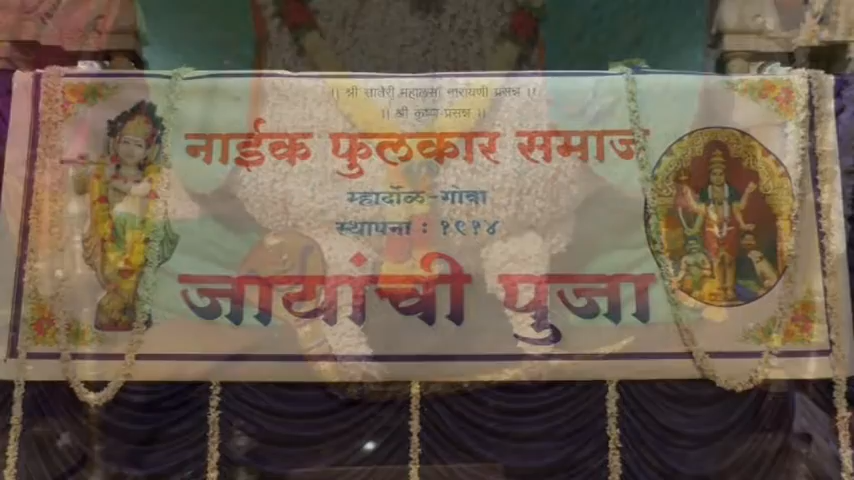 ।। श्री सातेरी महालसा नारायणी प्रसन्न ।।
।। श्री कृष्ण प्रसन्न ।।
नाईक फुलकार समाज
म्हार्दोळ-गोवा
स्थापना : १९१४
जायांची पुजा